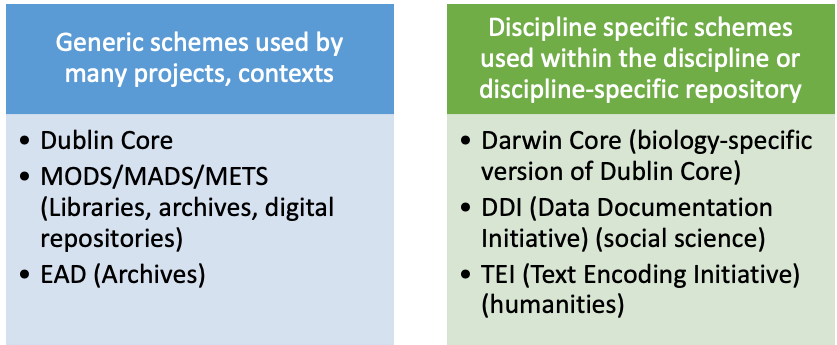 Generic schemes used by
many projects, contexts
• Dublin Core
• MODS/MADS/METS
(Libraries, archives, digital
repositories)
• EAD (Archives)
Discipline specific schemes
used within the discipline or
discipline-specific repository
• Darwin Core (biology-specific
version of Dublin Core)
• DDI (Data Documentation
Initiative) (social science)
• TEI (Text Encoding Initiative)
(humanities)